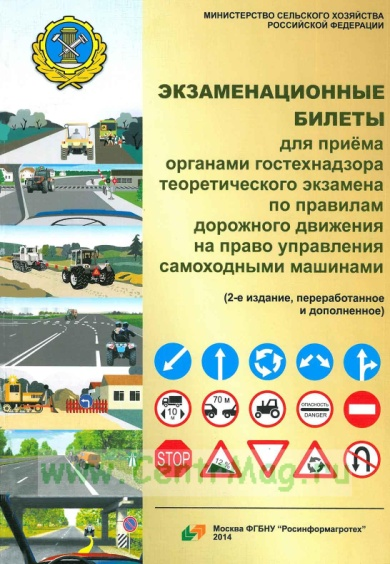 МИНИСТЕРСТВО СЕЛЬСКОГО ХОЗЯЙСТВА
РОССИЙСКОЙ ФЕДЕРАЦИИ
ЭКЗАМЕНАЦИОННЫЕ
БИЛЕТЫ
для приёма
органами гостехнадзора
теоретического экзамена
по правилам
дорожного движения
на право управления
самоходными машинами
(2-е издание, переработанное
и дополненное)
10 м
70 м
ОПАСНОСТЬ
DANGER
STOP
12%
Москва ФГБНУ "Росинформагротех"
2014